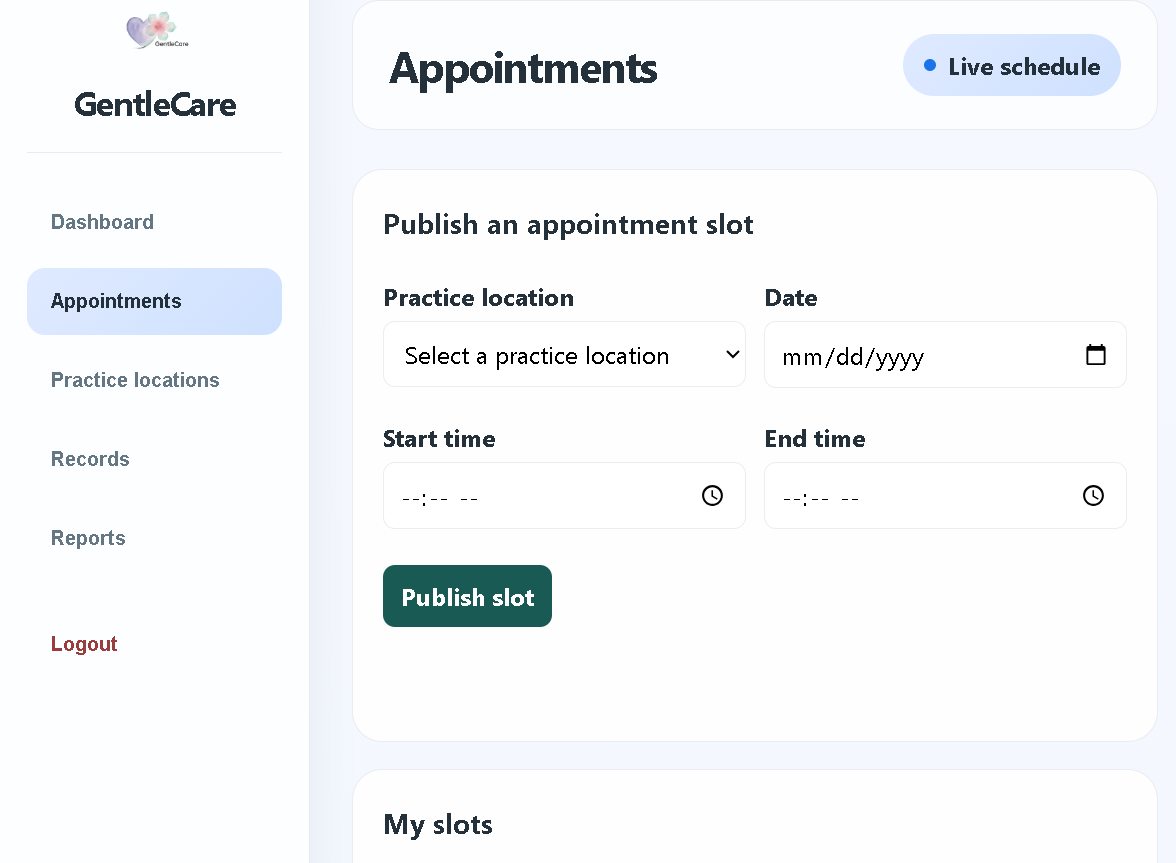 GentleCare
GentleCare
Dashboard
Appointments
Practice locations
Records
Reports
Logout
Appointments
Live schedule
Publish an appointment slot
Practice location
Date
Select a practice location
mm/dd/yyyy
Start time
End time
--:-- --
--:-- --
Publish slot
My slots